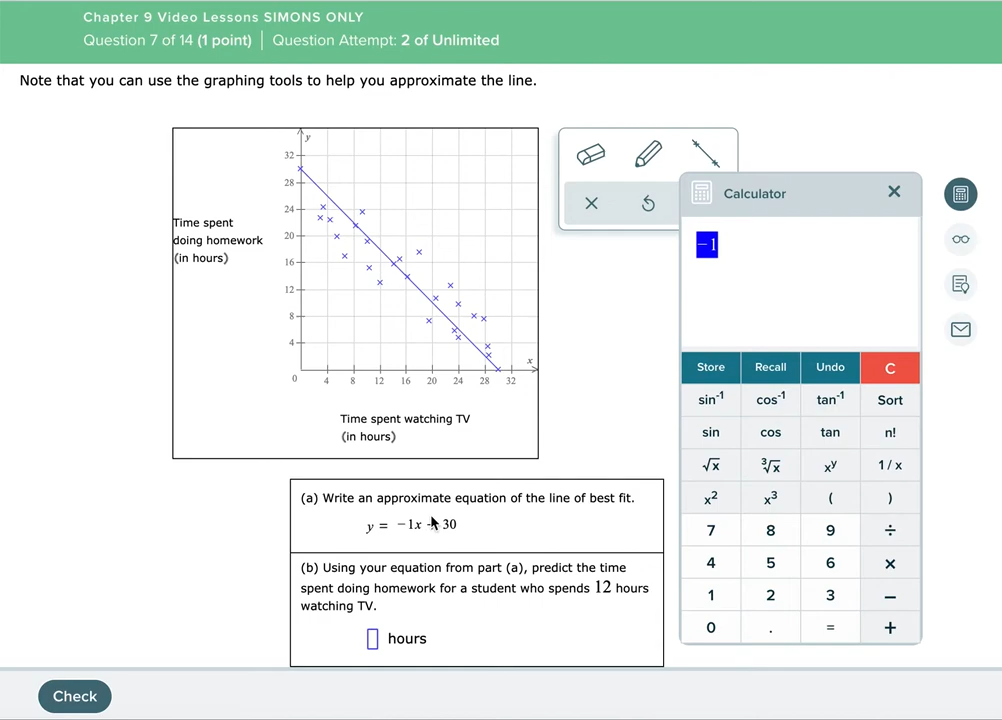 Chapter 9 Video Lessons SIMONS ONLY
Question 7 of 14 (1 point) | Question Attempt: 2 of Unlimited
Note that you can use the graphing tools to help you approximate the line.
y
32
28
24
20
16
12
8
4
0 4 8 12 16 20 24 28 32
x
Time spent
doing homework
(in hours)
Time spent watching TV
(in hours)
(a) Write an approximate equation of the line of best fit.
y = −1x + 30
(b) Using your equation from part (a), predict the time
spent doing homework for a student who spends 12 hours
watching TV.
hours
Calculator
−1
Store Recall Undo C
sin⁻¹ cos⁻¹ tan⁻¹ Sort
sin cos tan n!
√x ∛x xʸ 1/x
x² x³ ( )
7 8 9 ÷
4 5 6 ×
1 2 3 −
0 . = +
Check